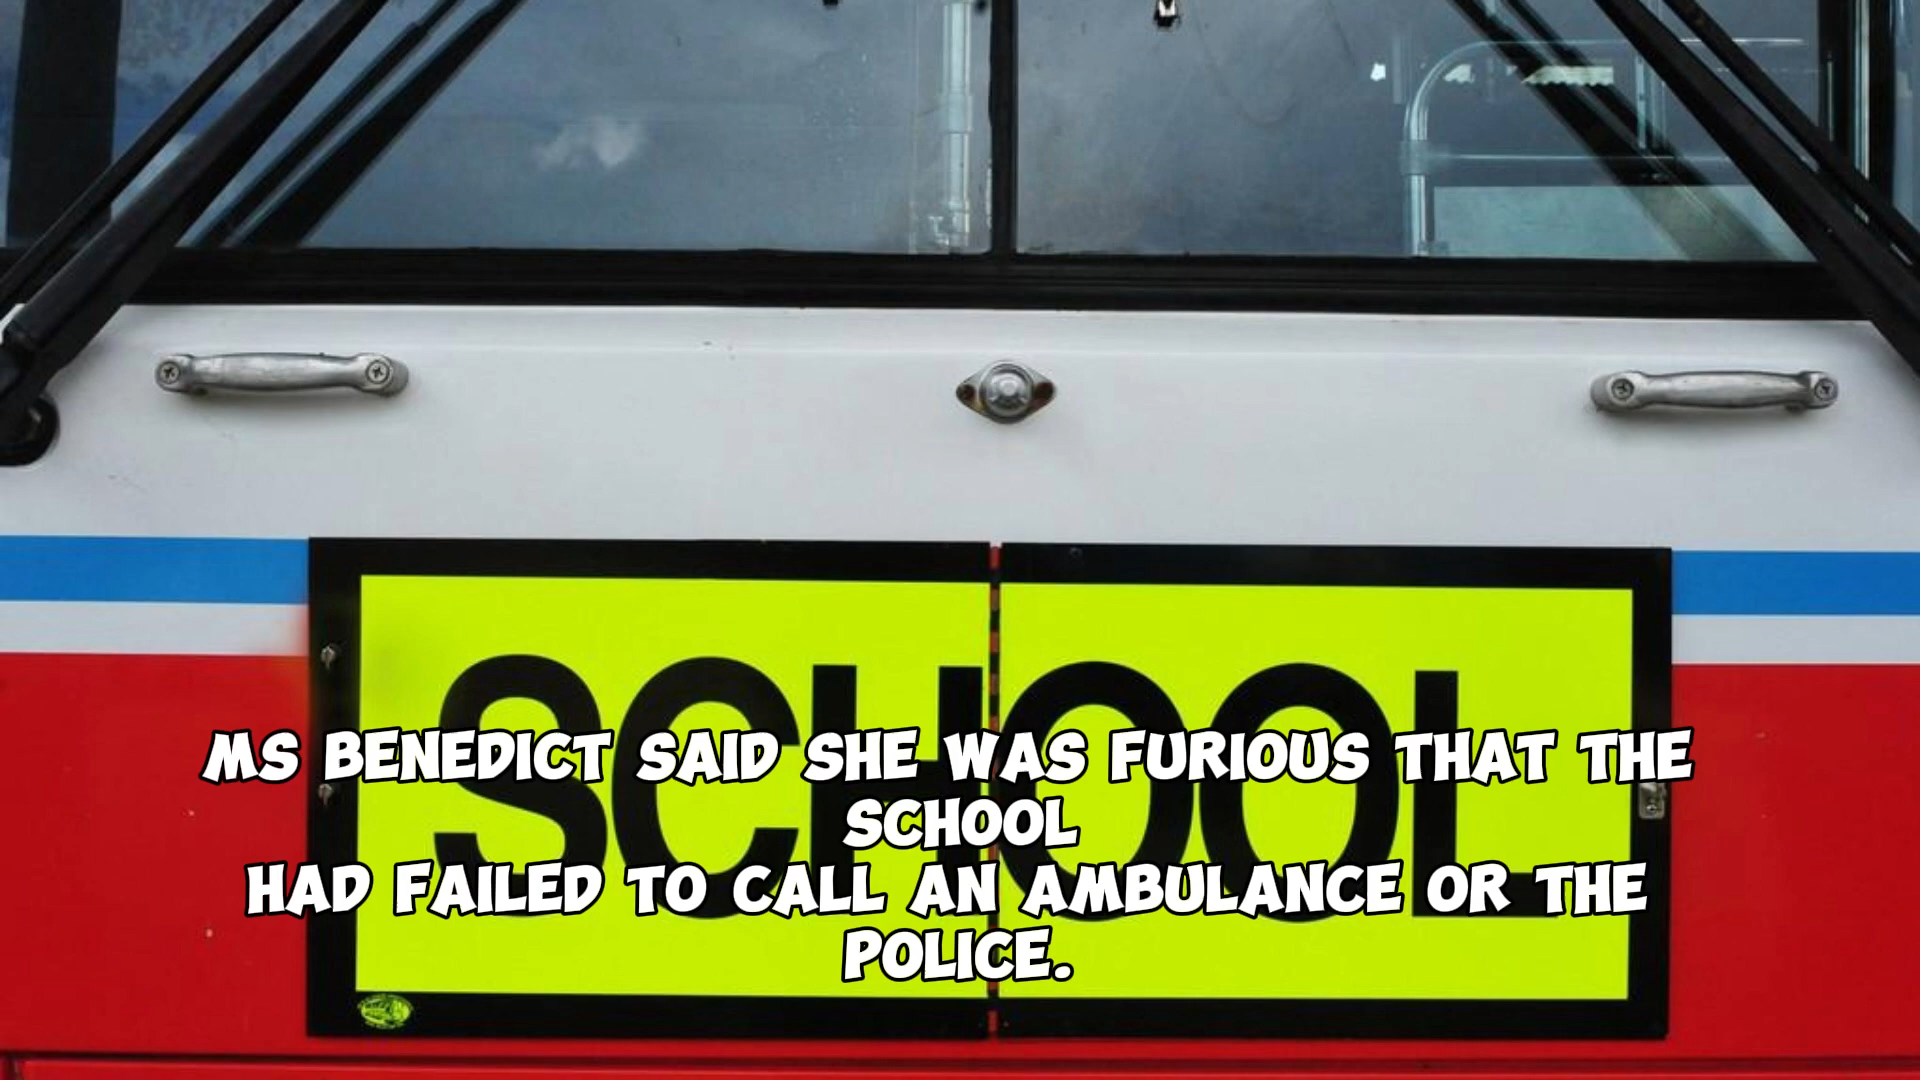 SCHOOL
MS BENEDICT SAID SHE WAS FURIOUS THAT THE
SCHOOL
HAD FAILED TO CALL AN AMBULANCE OR THE
POLICE.